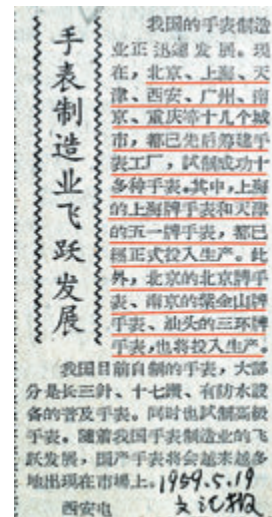 手表制造业飞跃发展
我国的手表制造
业正迅速发展。现
在，北京、上海、天
津、西安、广州、南
京、重庆等十几个城
市，都已先后筹建手
表工厂，试制成功十
多种手表。其中，上海
的上海牌手表和天津
的五一牌手表，都已
经正式投入生产。此
外，北京的北京牌手
表、南京的紫金山牌
手表、汕头的三环牌
手表，也将投入生产。
我国目前自制的手表，大部
分是长三针、十七鑽、有防水設
备的普及手表。同时也試制高級
手表。随着我国手表制造业的飞
跃发展，国产手表将会越来越多
地出现在市場上。1959.5.19
西安电 文汇报